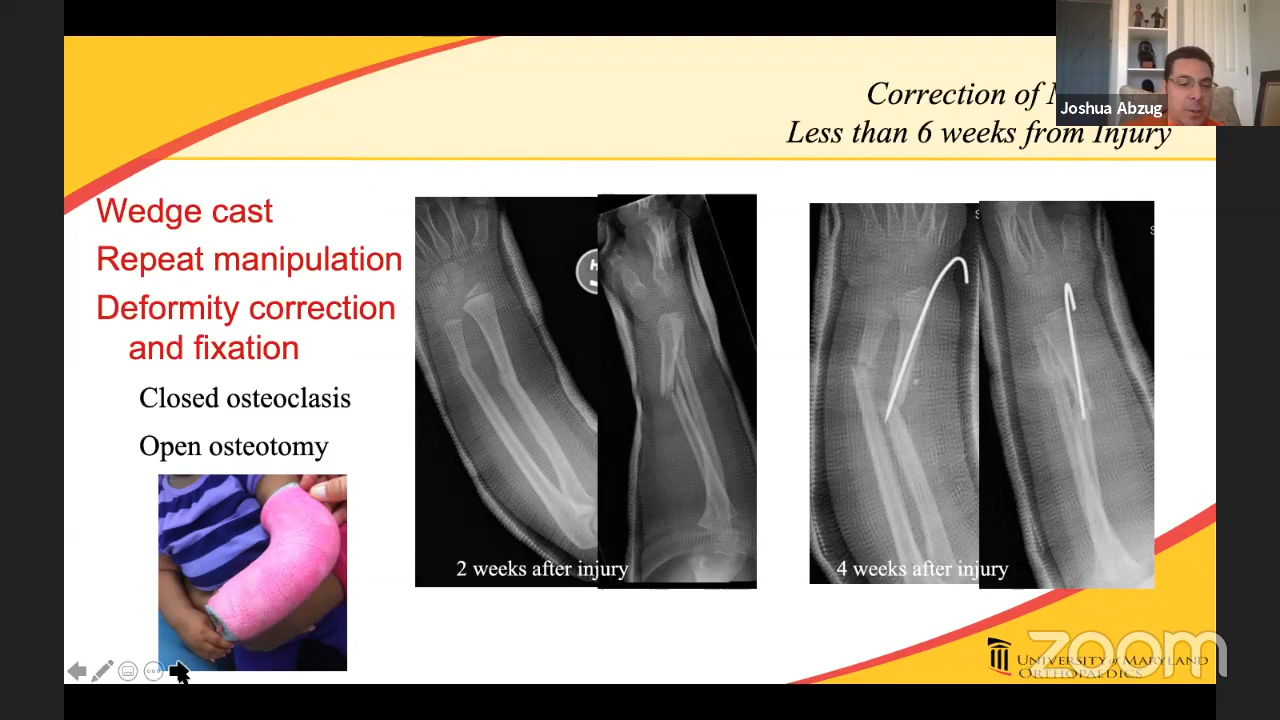 Correction of
Joshua Abzug
Less than 6 weeks from Injury
Wedge cast
Repeat manipulation
Deformity correction
and fixation
Closed osteoclasis
Open osteotomy
2 weeks after injury
4 weeks after injury
zoom
UNIVERSITY of MARYLAND
ORTHOPAEDICS